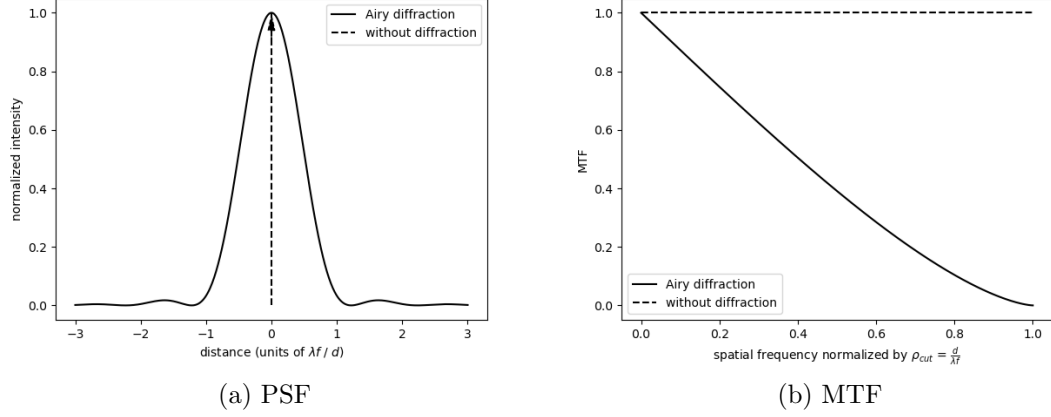 normalized intensity
1.0
0.8
0.6
0.4
0.2
0.0
Airy diffraction
without diffraction
−3
−2
−1
0
1
2
3
distance (units of λf / d)
(a) PSF
MTF
1.0
0.8
0.6
0.4
0.2
0.0
Airy diffraction
without diffraction
0.0
0.2
0.4
0.6
0.8
1.0
spatial frequency normalized by ρcut = d/λf
(b) MTF